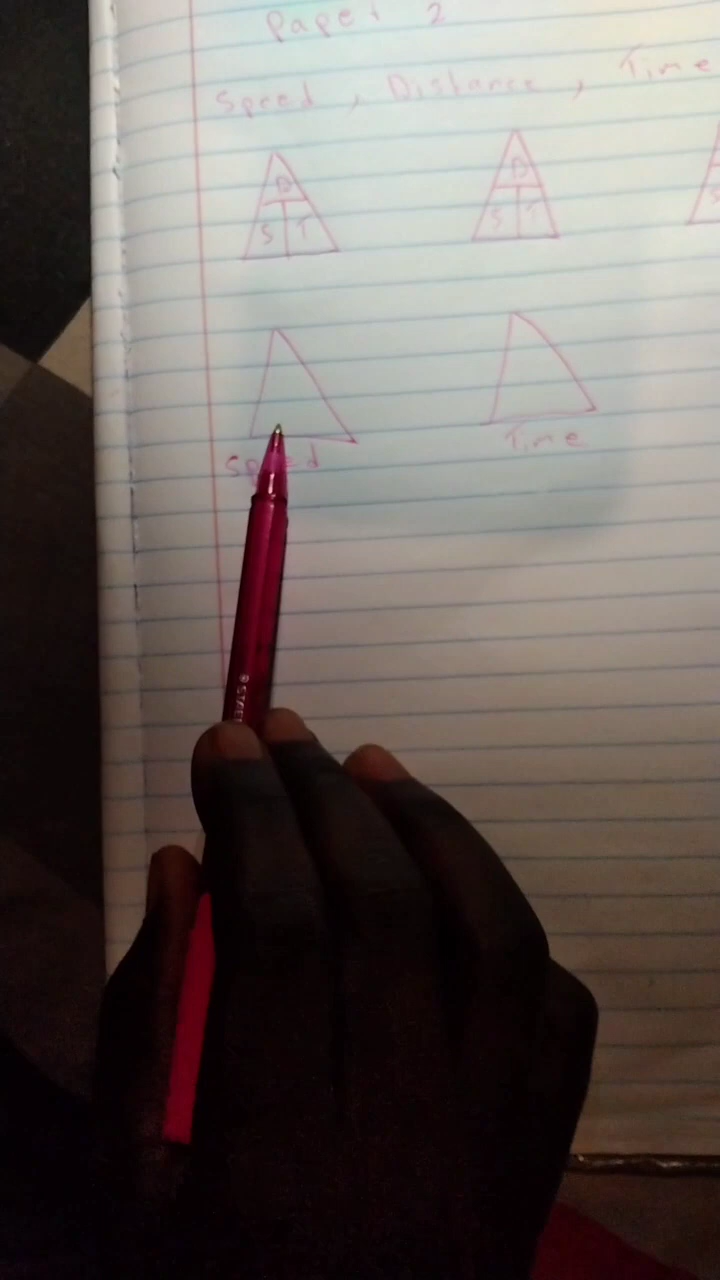 Paper 2
Speed, Distance, Time
D D
S T S T S
Speed Time